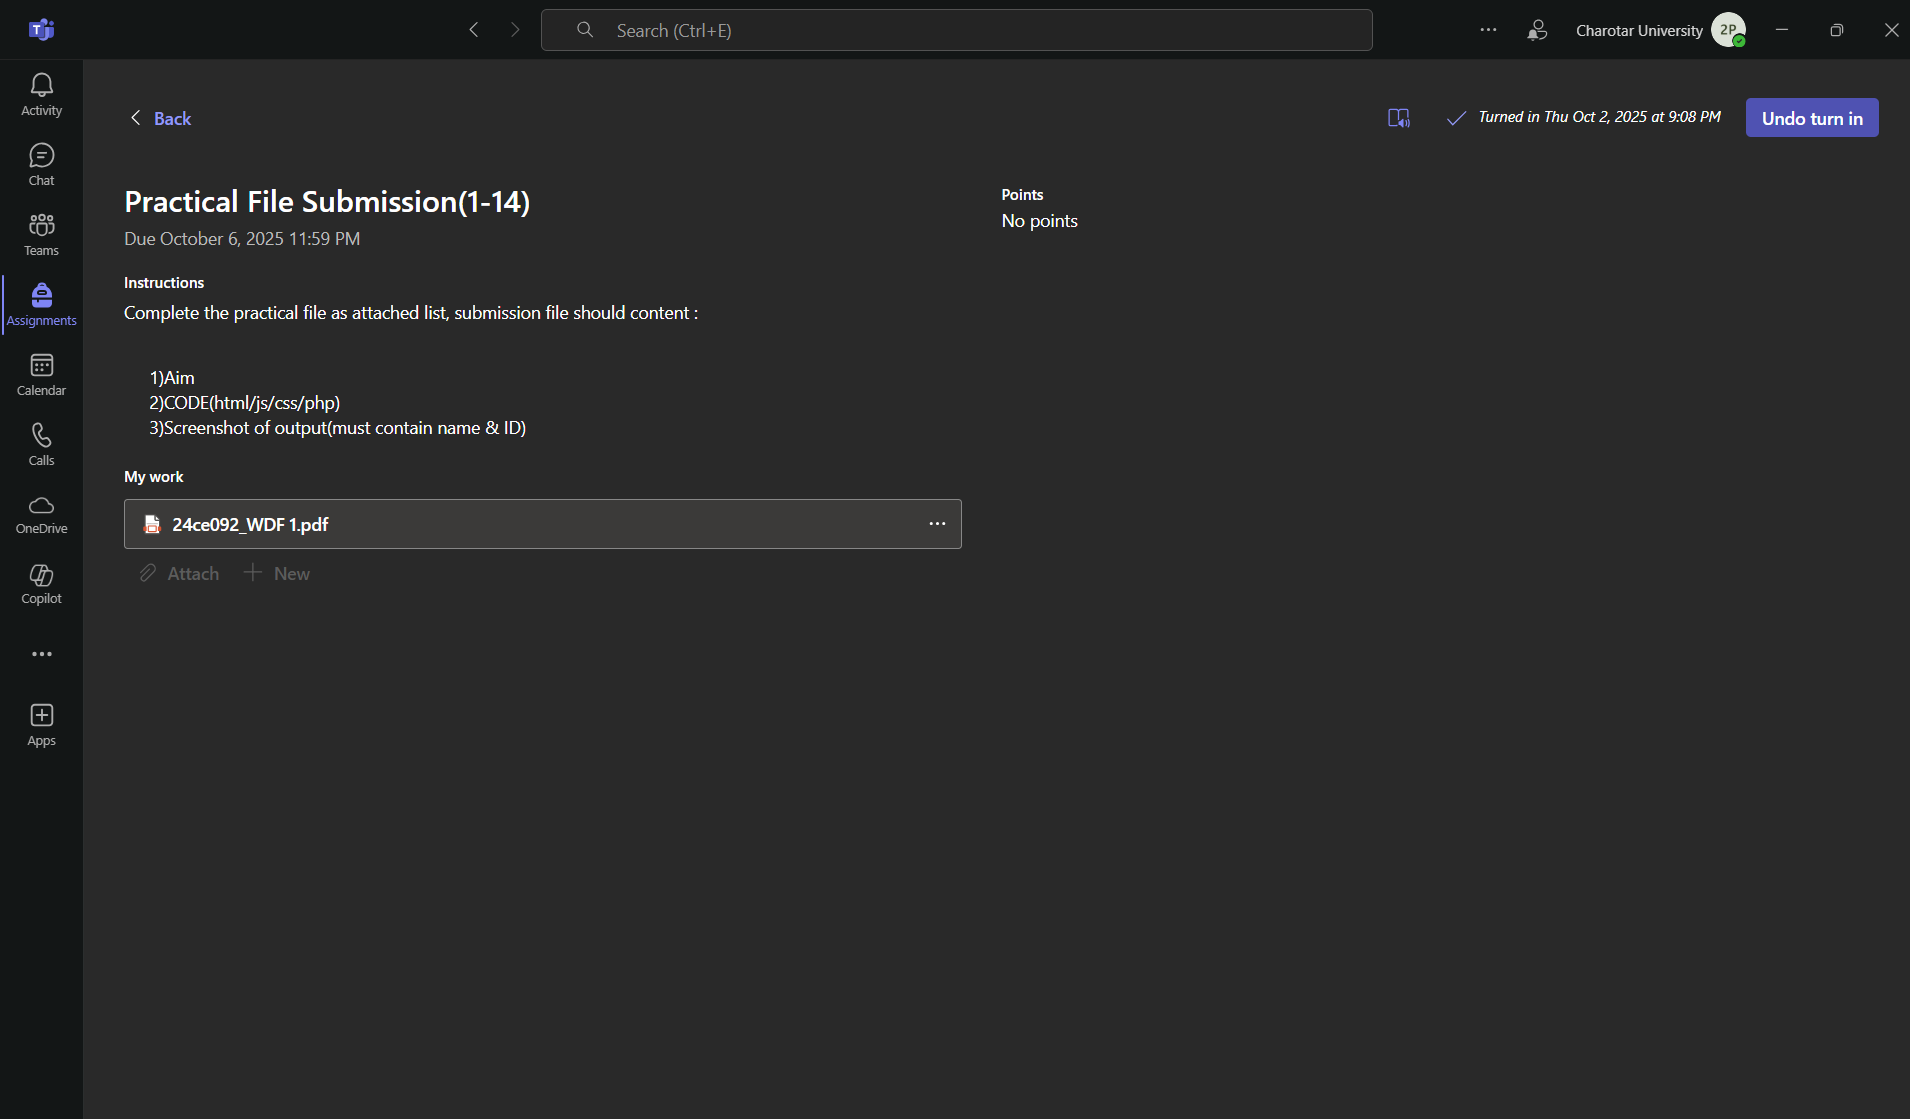 Search (Ctrl+E)
Charotar University
2P
Activity
Chat
Teams
Assignments
Calendar
Calls
OneDrive
Copilot
Apps
Back
Turned in Thu Oct 2, 2025 at 9:08 PM
Undo turn in
Practical File Submission(1-14)
Due October 6, 2025 11:59 PM
Points
No points
Instructions
Complete the practical file as attached list, submission file should content :
1)Aim
2)CODE(html/js/css/php)
3)Screenshot of output(must contain name & ID)
My work
24ce092_WDF 1.pdf
Attach
New